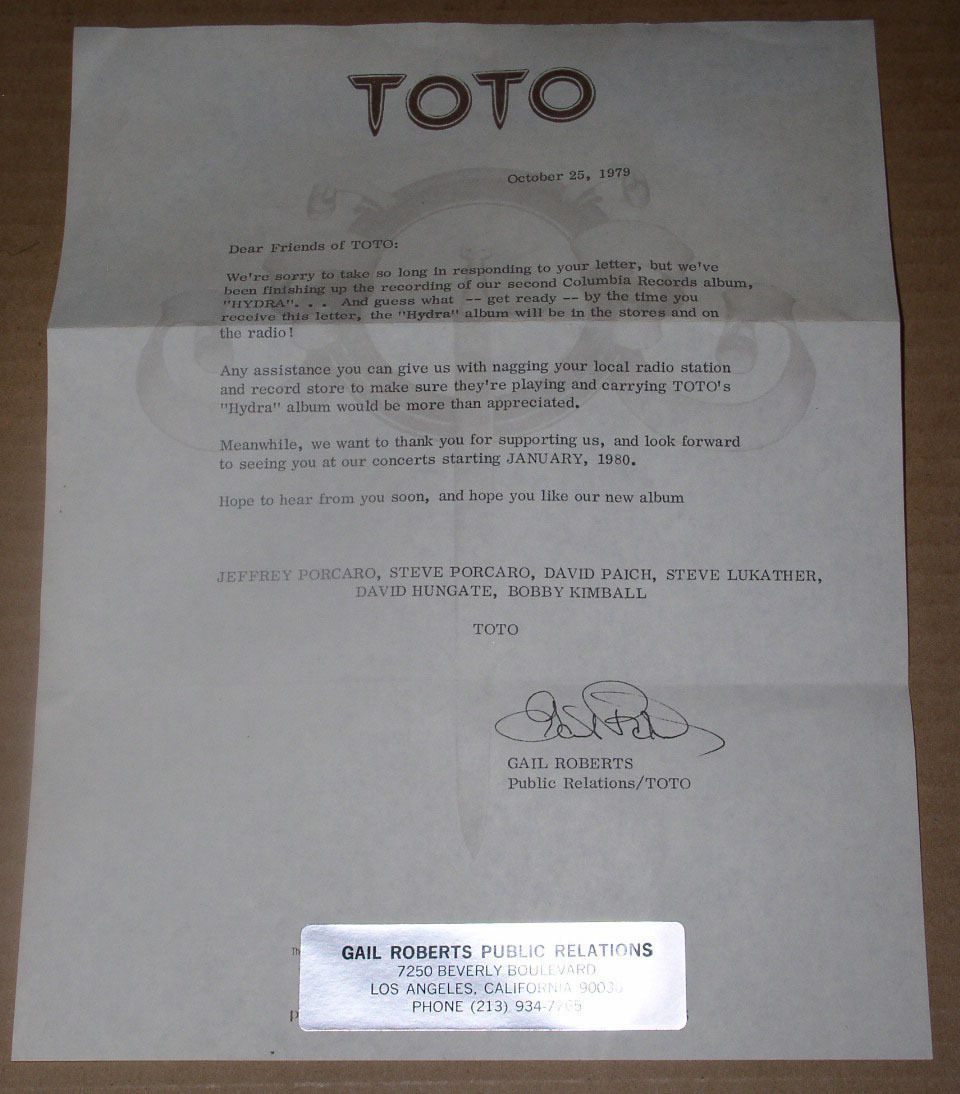 TOTO
October 25, 1979
Dear Friends of TOTO:
We're sorry to take so long in responding to your letter, but we've
been finishing up the recording of our second Columbia Records album,
"HYDRA". . . And guess what -- get ready -- by the time you
receive this letter, the "Hydra" album will be in the stores and on
the radio!
Any assistance you can give us with nagging your local radio station
and record store to make sure they're playing and carrying TOTO's
"Hydra" album would be more than appreciated.
Meanwhile, we want to thank you for supporting us, and look forward
to seeing you at our concerts starting JANUARY, 1980.
Hope to hear from you soon, and hope you like our new album
JEFFREY PORCARO, STEVE PORCARO, DAVID PAICH, STEVE LUKATHER,
DAVID HUNGATE, BOBBY KIMBALL
TOTO
GAIL ROBERTS
Public Relations/TOTO
GAIL ROBERTS PUBLIC RELATIONS
7250 BEVERLY BOULEVARD
LOS ANGELES, CALIFORNIA
PHONE (213)